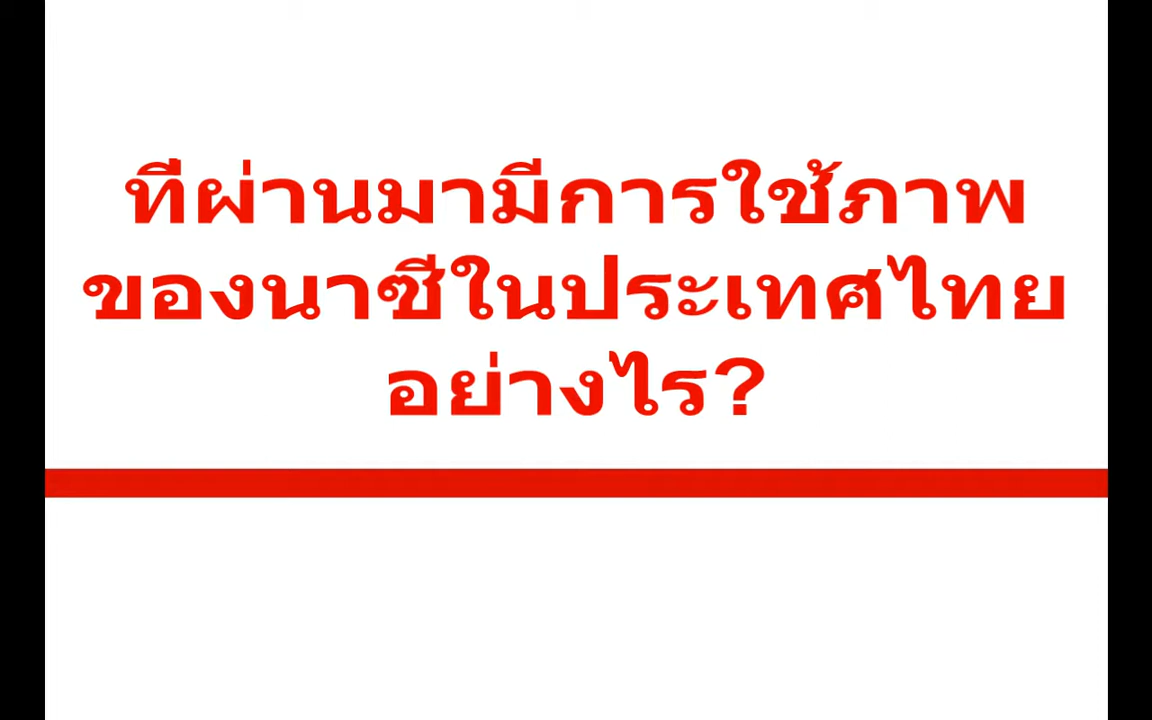 ที่ผ่านมามีการใช้ภาพ
ของนาซีในประเทศไทย
อย่างไร?